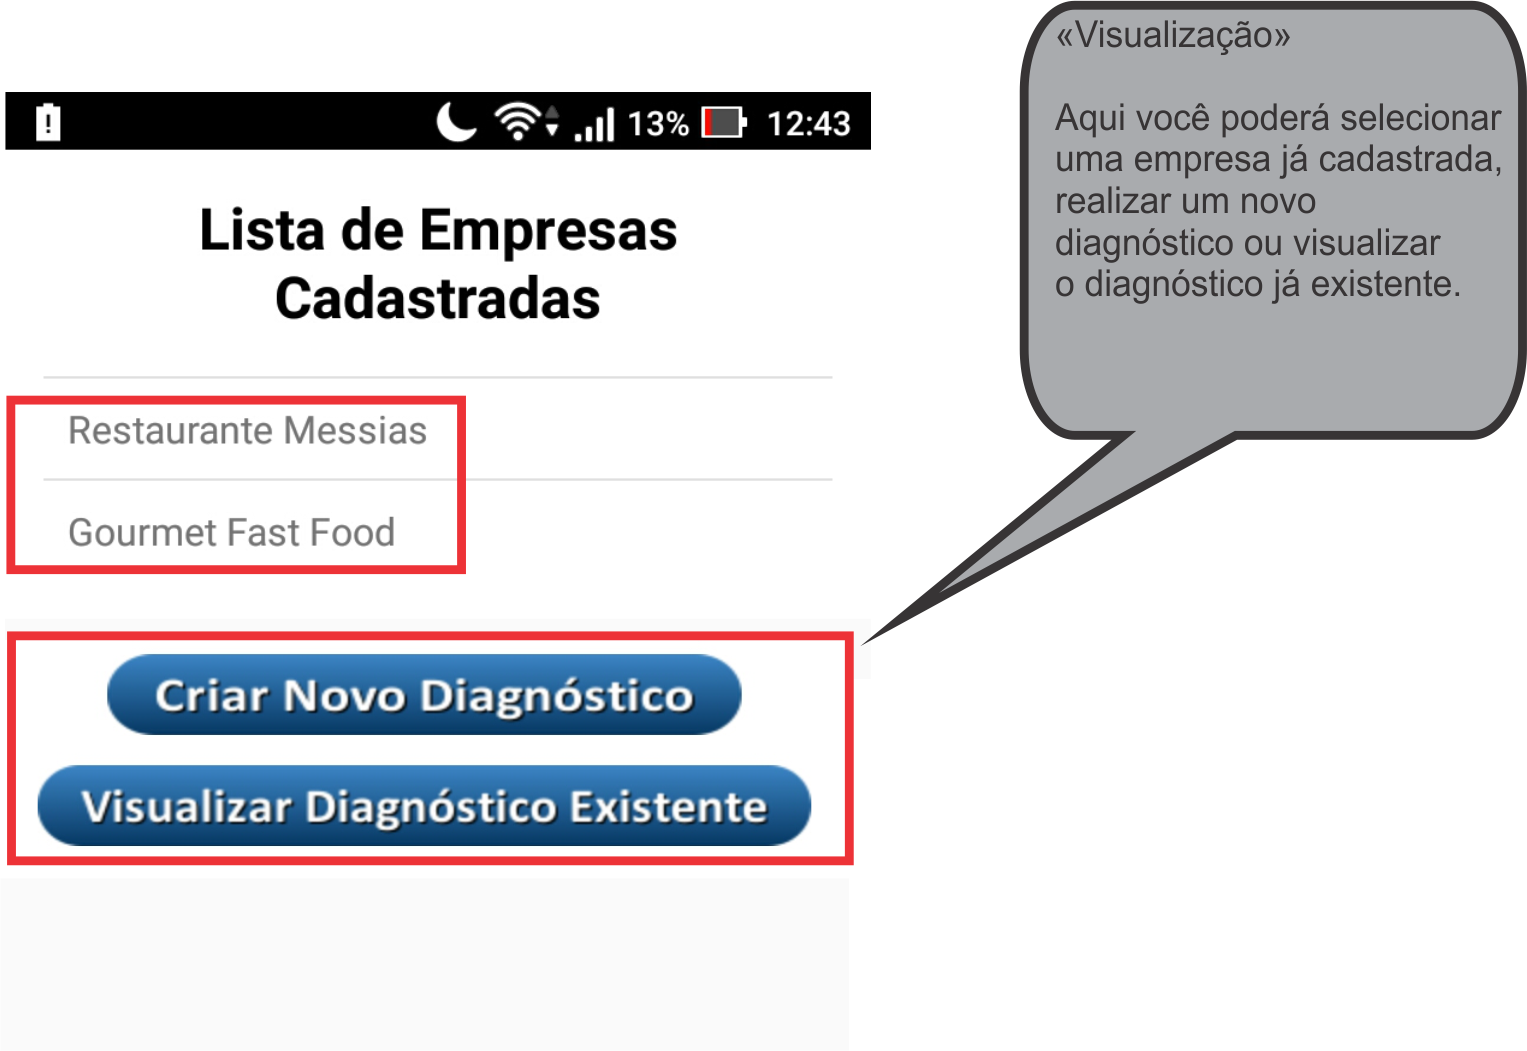 13% 12:43
Lista de Empresas
Cadastradas
Restaurante Messias
Gourmet Fast Food
Criar Novo Diagnóstico
Visualizar Diagnóstico Existente
«Visualização»
Aqui você poderá selecionar
uma empresa já cadastrada,
realizar um novo
diagnóstico ou visualizar
o diagnóstico já existente.